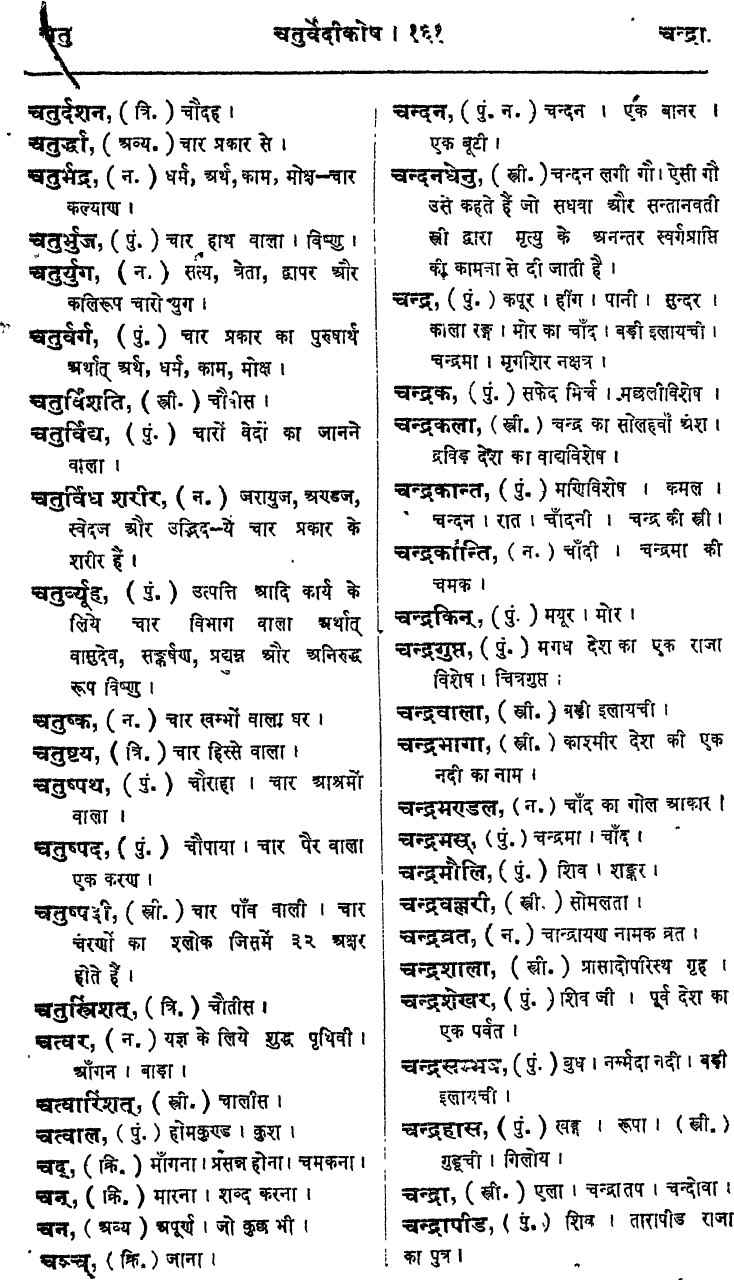 चतु चतुर्वेदीकोष । १६१ चन्द्रा.
चतुर्दशन, ( त्रि. ) चौदह ।
चतुर्द्धा, ( अव्य. ) चार प्रकार से ।
चतुर्भद्र, ( न. ) धर्म, अर्थ, काम, मोक्ष—चार
कल्याण ।
चतुर्भुज, ( पुं. ) चार हाथ वाला । विष्णु ।
चतुर्युग, ( न. ) सत्य, त्रेता, द्वापर और
कलिरूप चारो युग ।
चतुर्वर्ग, ( पुं. ) चार प्रकार का पुरुषार्थ
अर्थात् अर्थ, धर्म, काम, मोक्ष ।
चतुर्विंशति, ( स्त्री. ) चौबीस ।
चतुर्विद्य, ( पुं. ) चारों वेदों का जानने
वाला ।
चतुर्विध शरीर, ( न. ) जरायुज, अण्डज,
स्वेदज और उद्भिद—ये चार प्रकार के
शरीर हैं ।
चतुर्व्यूह, ( पुं. ) उत्पत्ति आदि कार्य के
लिये चार विभाग वाला अर्थात्
वासुदेव, सङ्कर्षण, प्रद्युम्न और अनिरुद्ध
रूप विष्णु ।
चतुष्क, ( न. ) चार खम्भों वाला घर ।
चतुष्टय, ( त्रि. ) चार हिस्से वाला ।
चतुष्पथ, ( पुं. ) चौराहा । चार आश्रमों
वाला ।
चतुष्पद, ( पुं. ) चौपाया । चार पैर वाला
एक करण ।
चतुष्पदी, ( स्त्री. ) चार पाँव वाली । चार
चरणों का श्लोक जिसमें ३२ अक्षर
होते हैं ।
चतुस्त्रिंशत्, ( त्रि. ) चौतीस ।
चत्वर, ( न. ) यज्ञ के लिये शुद्ध पृथिवी ।
आँगन । बाड़ा ।
चत्वारिंशत्, ( स्त्री. ) चालीस ।
चत्वाल, ( पुं. ) होमकुण्ड । कुश ।
चद्, ( क्रि. ) माँगना । प्रसन्न होना । चमकना ।
चन्, ( क्रि. ) मारना । शब्द करना ।
चन, ( अव्य ) अपूर्ण । जो कुछ भी ।
चञ्च्, ( क्रि. ) जाना ।
चन्दन, ( पुं. न. ) चन्दन । एक बानर ।
एक बूटी ।
चन्दनधेनु, ( स्त्री. ) चन्दन लगी गौ । ऐसी गौ
उसे कहते हैं जो सधवा और सन्तानवती
स्त्री द्वारा मृत्यु के अनन्तर स्वर्गप्राप्ति
की कामना से दी जाती है ।
चन्द्र, ( पुं. ) कपूर । हींग । पानी । सुन्दर ।
काला रङ्ग । मोर का चाँद । बड़ी इलायची ।
चन्द्रमा । मृगशिर नक्षत्र ।
चन्द्रक, ( पुं. ) सफेद मिर्च । मछलीविशेष ।
चन्द्रकला, ( स्त्री. ) चन्द्र का सोलहवाँ अंश ।
द्रविड़ देश का वाद्यविशेष ।
चन्द्रकान्त, ( पुं. ) मणिविशेष । कमल ।
चन्दन । रात । चाँदनी । चन्द्र की स्त्री ।
चन्द्रकान्ति, ( न. ) चाँदी । चन्द्रमा की
चमक ।
चन्द्रकिन्, ( पुं. ) मयूर । मोर ।
चन्द्रगुप्त, ( पुं. ) मगध देश का एक राजा
विशेष । चित्रगुप्त :
चन्द्रवाला, ( स्त्री. ) बड़ी इलायची ।
चन्द्रभागा, ( स्त्री. ) काश्मीर देश की एक
नदी का नाम ।
चन्द्रमण्डल, ( न. ) चाँद का गोल आकार ।
चन्द्रमस्, ( पुं. ) चन्द्रमा । चाँद ।
चन्द्रमौलि, ( पुं. ) शिव । शङ्कर ।
चन्द्रवल्लरी, ( स्त्री. ) सोमलता ।
चन्द्रव्रत, ( न. ) चान्द्रायण नामक व्रत ।
चन्द्रशाला, ( स्त्री. ) प्रासादोपरिस्थ गृह ।
चन्द्रशेखर, ( पुं. ) शिव जी । पूर्व देश का
एक पर्वत ।
चन्द्रसम्भव, ( पुं. ) बुध । नर्म्मदा नदी । बड़ी
इलायची ।
चन्द्रहास, ( पुं. ) खड्ग । रूपा । ( स्त्री. )
गुडूची । गिलोय ।
चन्द्रा, ( स्त्री. ) एला । चन्द्रातप । चन्दोवा ।
चन्द्रापीड, ( पुं. ) शिव । तारापीड राजा
का पुत्र ।